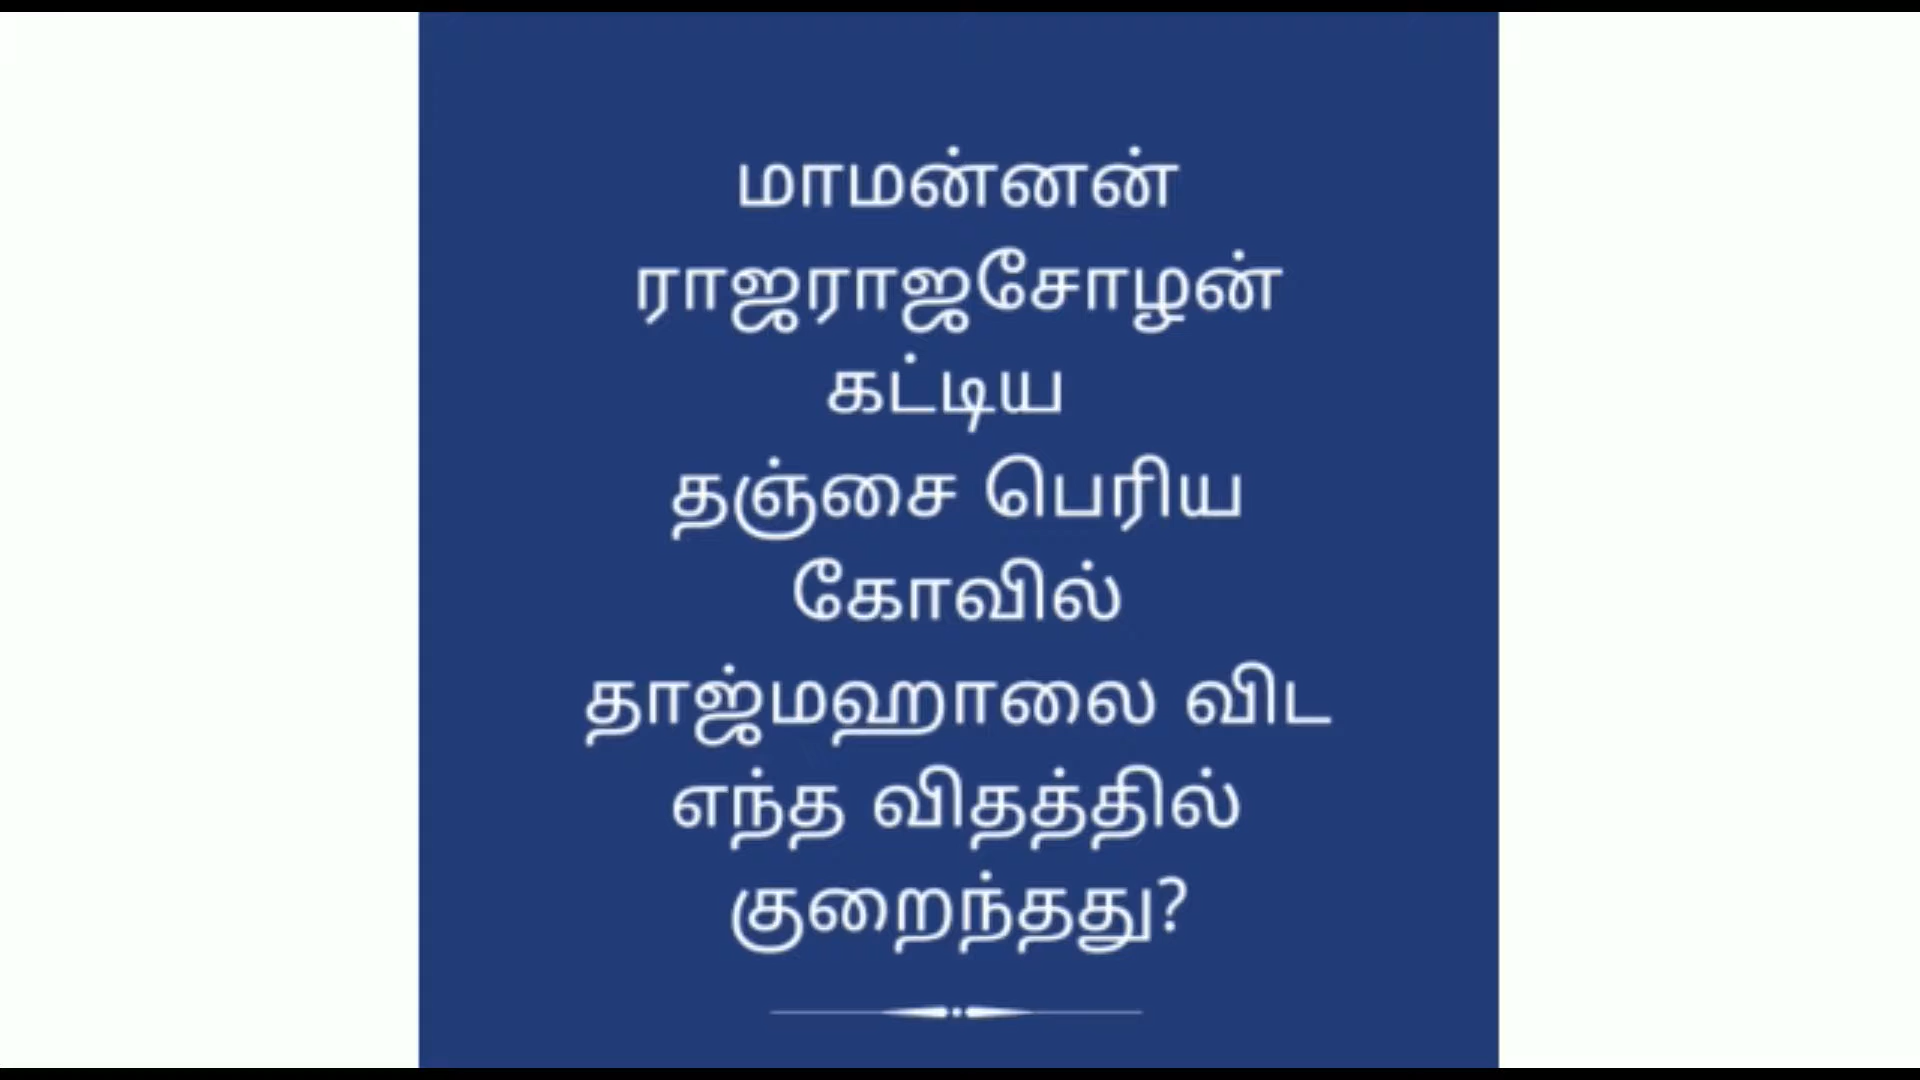 மாமன்னன்
ராஜராஜசோழன்
கட்டிய
தஞ்சை பெரிய
கோவில்
தாஜ்மஹாலை விட
எந்த விதத்தில்
குறைந்தது?